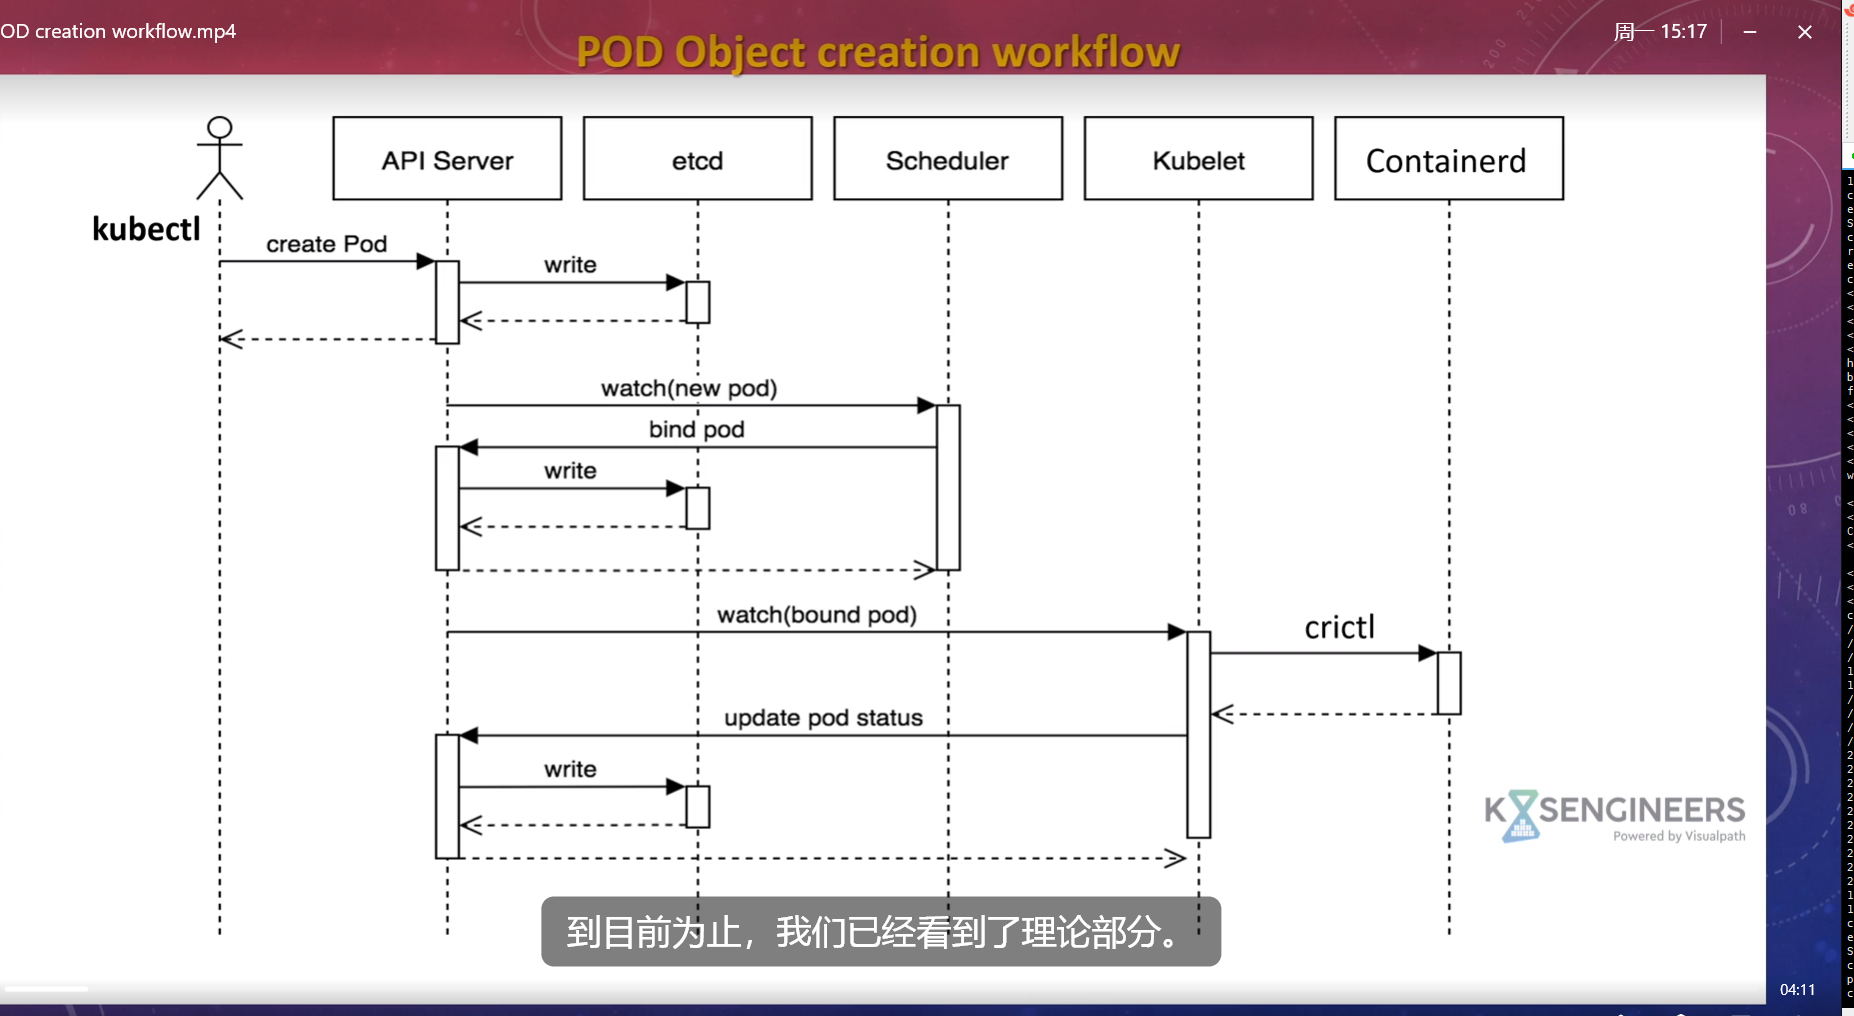 OD creation workflow.mp4
周一 15:17
POD Object creation workflow
API Server
etcd
Scheduler
Kubelet
Containerd
kubectl
create Pod
write
watch(new pod)
bind pod
write
watch(bound pod)
crictl
update pod status
write
K8SENGINEERS
Powered by Visualpath
到目前为止，我们已经看到了理论部分。
04:11